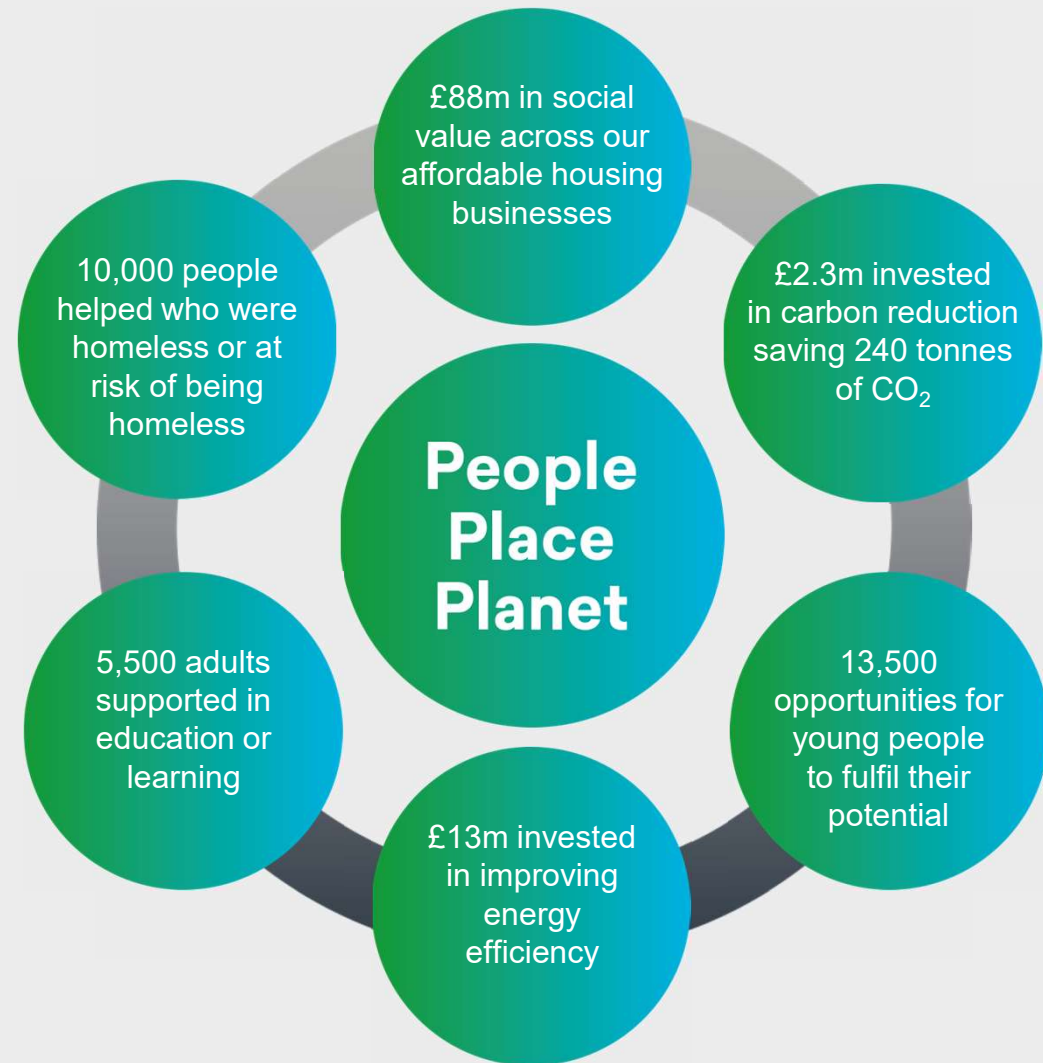 £88m in social
value across our
affordable housing
businesses
£2.3m invested
in carbon reduction
saving 240 tonnes
of CO₂
13,500
opportunities for
young people
to fulfil their
potential
£13m invested
in improving
energy
efficiency
5,500 adults
supported in
education or
learning
10,000 people
helped who were
homeless or at
risk of being
homeless
People
Place
Planet